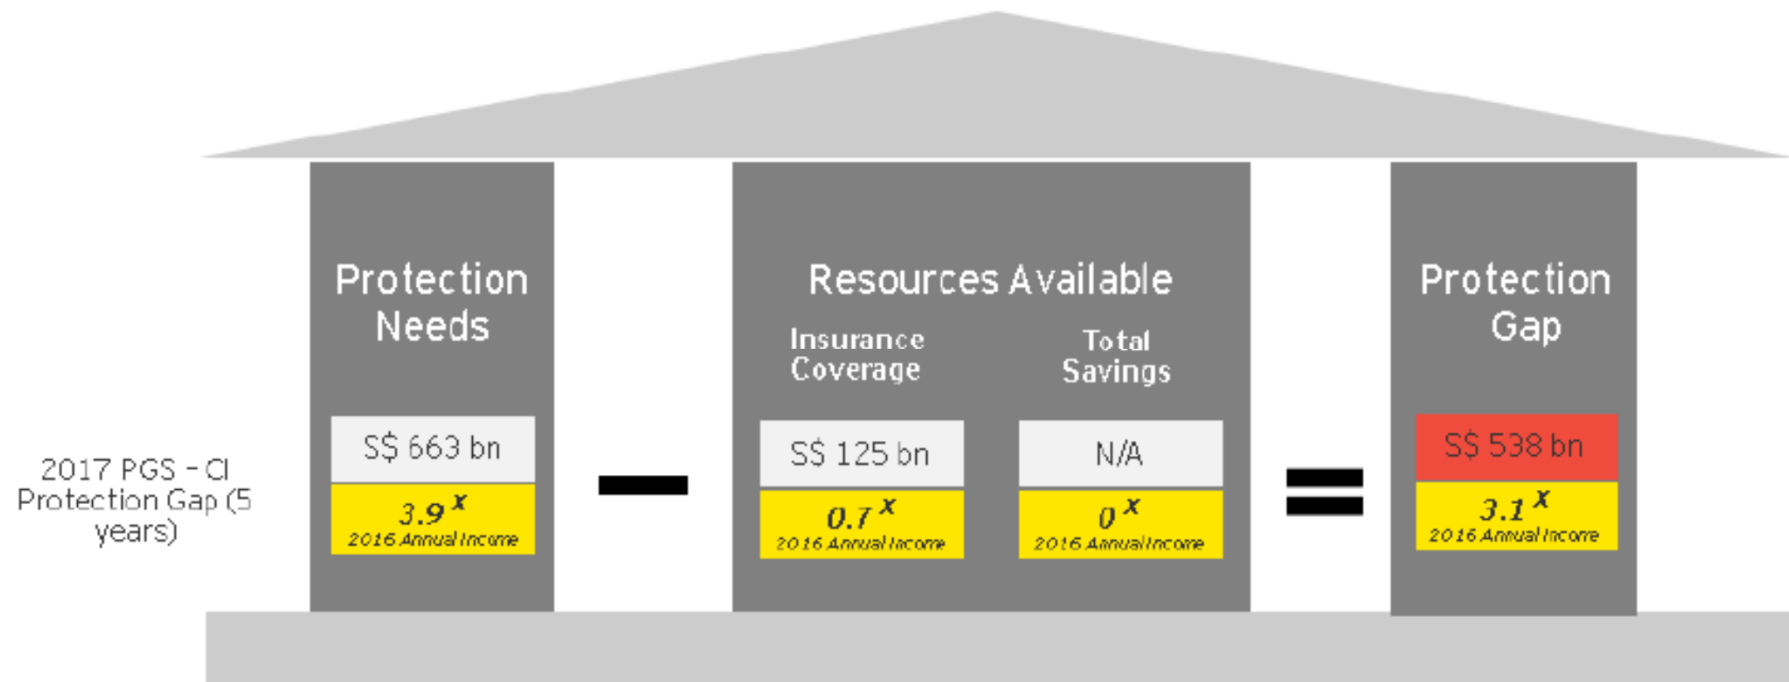 Protection
Needs
Resources Available
Insurance
Coverage
Total
Savings
Protection
Gap
2017 PGS – CI
Protection Gap (5
years)
S$ 663 bn
3.9 x
2016 Annual Income
S$ 125 bn
0.7 x
2016 Annual Income
N/A
0 x
2016 Annual Income
S$ 538 bn
3.1 x
2016 Annual Income